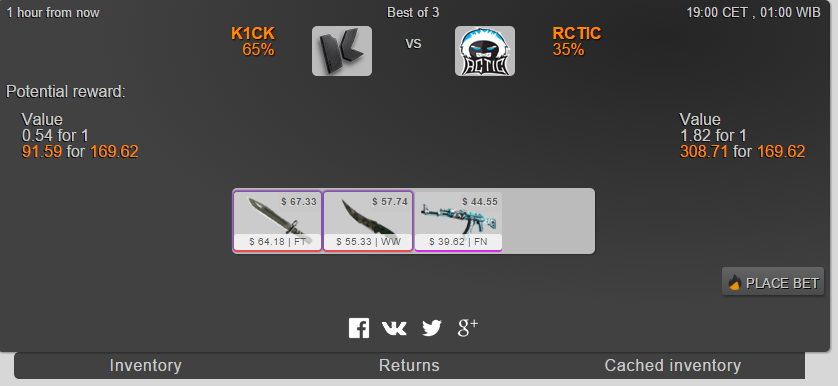 1 hour from now
Best of 3
19:00 CET , 01:00 WIB
K1CK
65%
vs
RCTIC
35%
RCTIC
Potential reward:
Value
0.54 for 1
91.59 for 169.62
Value
1.82 for 1
308.71 for 169.62
$ 67.33
$ 57.74
$ 44.55
$ 64.18 | FT
$ 55.33 | WW
$ 39.62 | FN
PLACE BET
g+
Inventory
Returns
Cached inventory